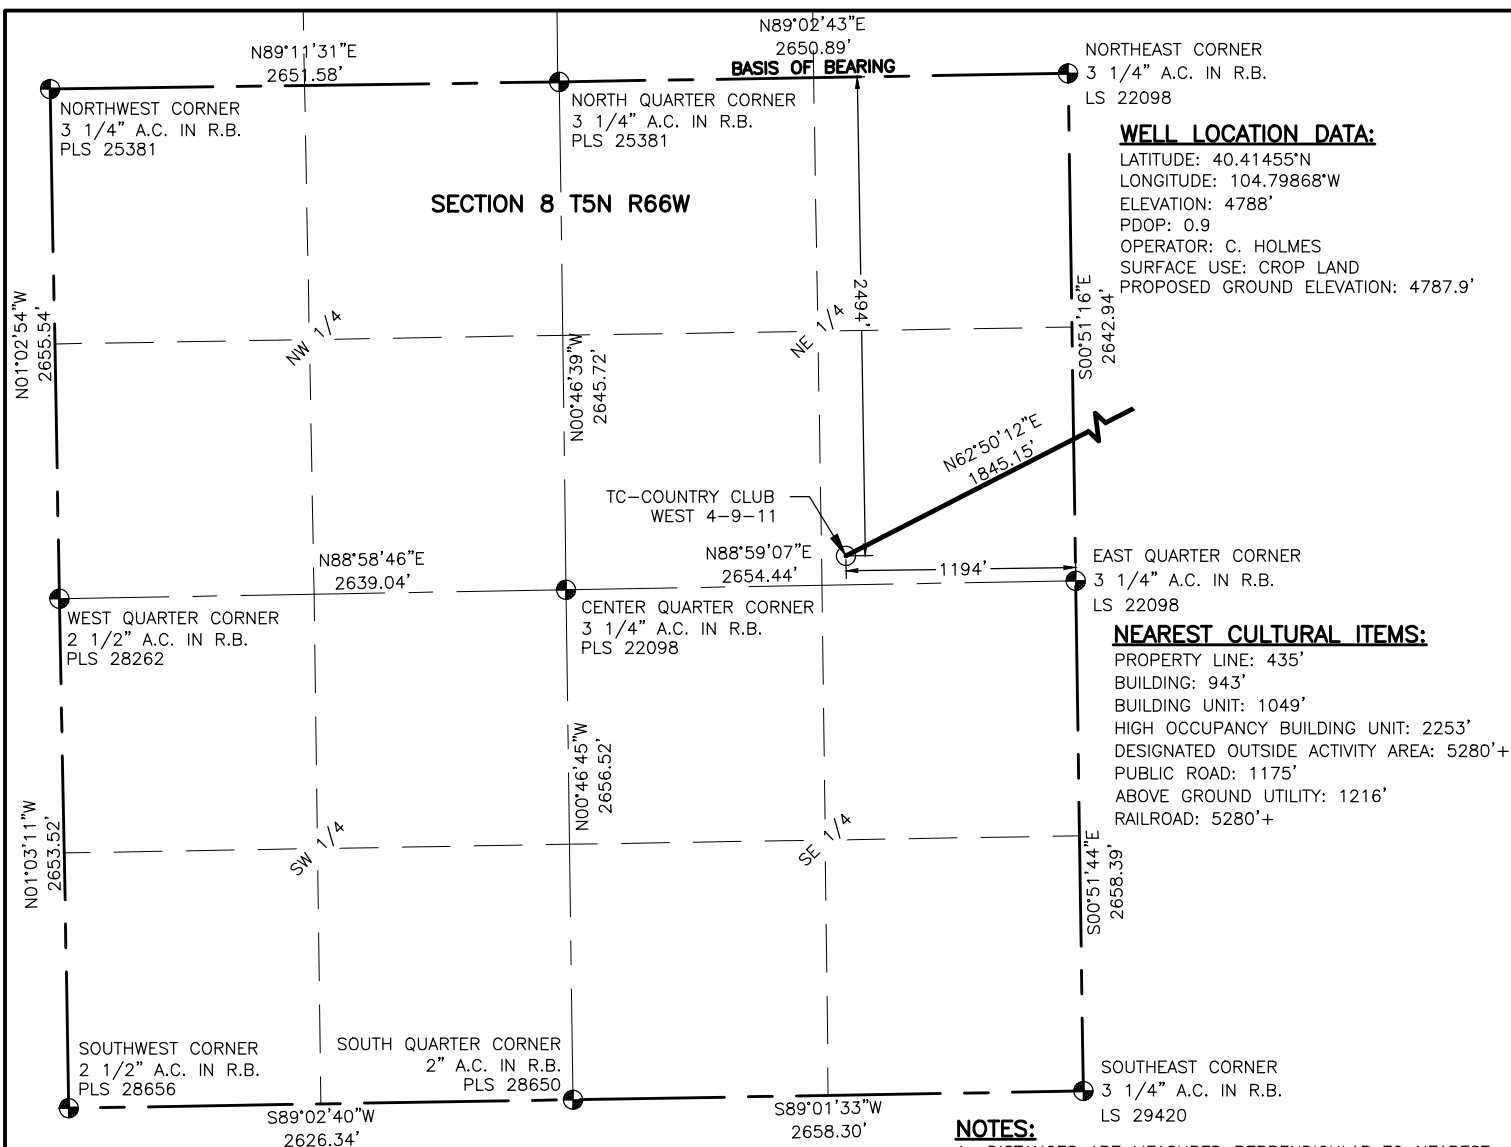 N89°11'31"E
2651.58'
N89°02'43"E
2650.89'
BASIS OF BEARING
NORTHEAST CORNER
3 1/4" A.C. IN R.B.
LS 22098
NORTHWEST CORNER
3 1/4" A.C. IN R.B.
PLS 25381
NORTH QUARTER CORNER
3 1/4" A.C. IN R.B.
PLS 25381
SECTION 8 T5N R66W
WELL LOCATION DATA:
LATITUDE: 40.41455°N
LONGITUDE: 104.79868°W
ELEVATION: 4788'
PDOP: 0.9
OPERATOR: C. HOLMES
SURFACE USE: CROP LAND
PROPOSED GROUND ELEVATION: 4787.9'
N01°02'54"W
2655.54'
NW 1/4
N00°46'39"W
2645.72'
NE 1/4
2494'
S00°51'16"E
2642.94'
N62°50'12"E
1845.15'
TC-COUNTRY CLUB
WEST 4-9-11
N88°58'46"E
2639.04'
N88°59'07"E
2654.44'
1194'
EAST QUARTER CORNER
3 1/4" A.C. IN R.B.
LS 22098
WEST QUARTER CORNER
2 1/2" A.C. IN R.B.
PLS 28262
CENTER QUARTER CORNER
3 1/4" A.C. IN R.B.
PLS 22098
NEAREST CULTURAL ITEMS:
PROPERTY LINE: 435'
BUILDING: 943'
BUILDING UNIT: 1049'
HIGH OCCUPANCY BUILDING UNIT: 2253'
DESIGNATED OUTSIDE ACTIVITY AREA: 5280'+
PUBLIC ROAD: 1175'
ABOVE GROUND UTILITY: 1216'
RAILROAD: 5280'+
N01°03'11"W
2653.52'
SW 1/4
N00°46'45"W
2656.52'
SE 1/4
S00°51'44"E
2658.39'
SOUTHWEST CORNER
2 1/2" A.C. IN R.B.
PLS 28656
SOUTH QUARTER CORNER
2" A.C. IN R.B.
PLS 28650
SOUTHEAST CORNER
3 1/4" A.C. IN R.B.
LS 29420
S89°02'40"W
2626.34'
S89°01'33"W
2658.30'
NOTES: